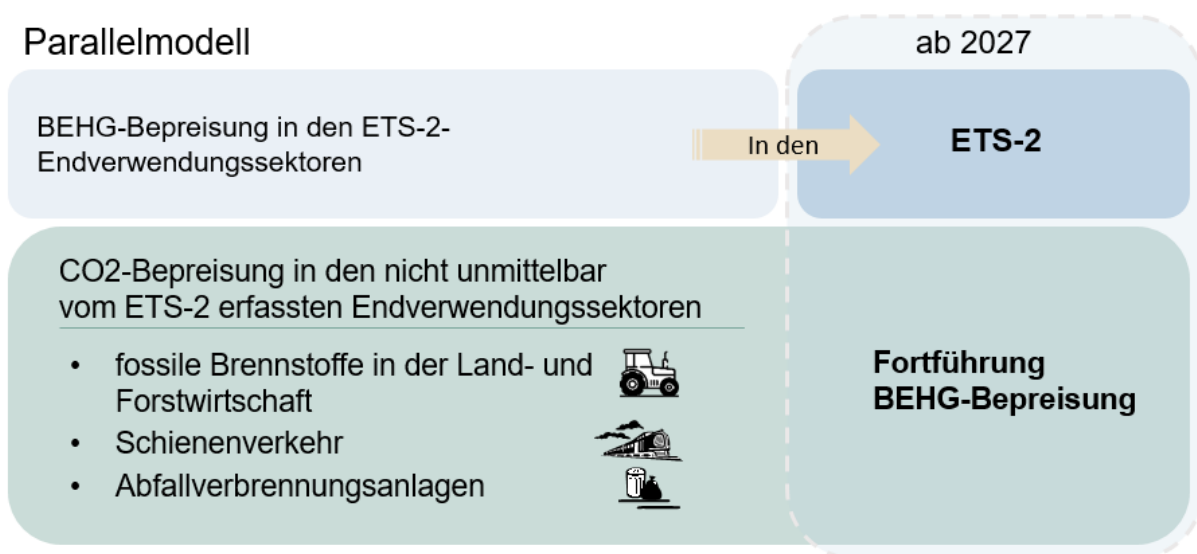 Parallelmodell
ab 2027
BEHG-Bepreisung in den ETS-2-
Endverwendungssektoren
In den
ETS-2
CO2-Bepreisung in den nicht unmittelbar
vom ETS-2 erfassten Endverwendungssektoren
• fossile Brennstoffe in der Land- und
Forstwirtschaft
• Schienenverkehr
• Abfallverbrennungsanlagen
Fortführung
BEHG-Bepreisung